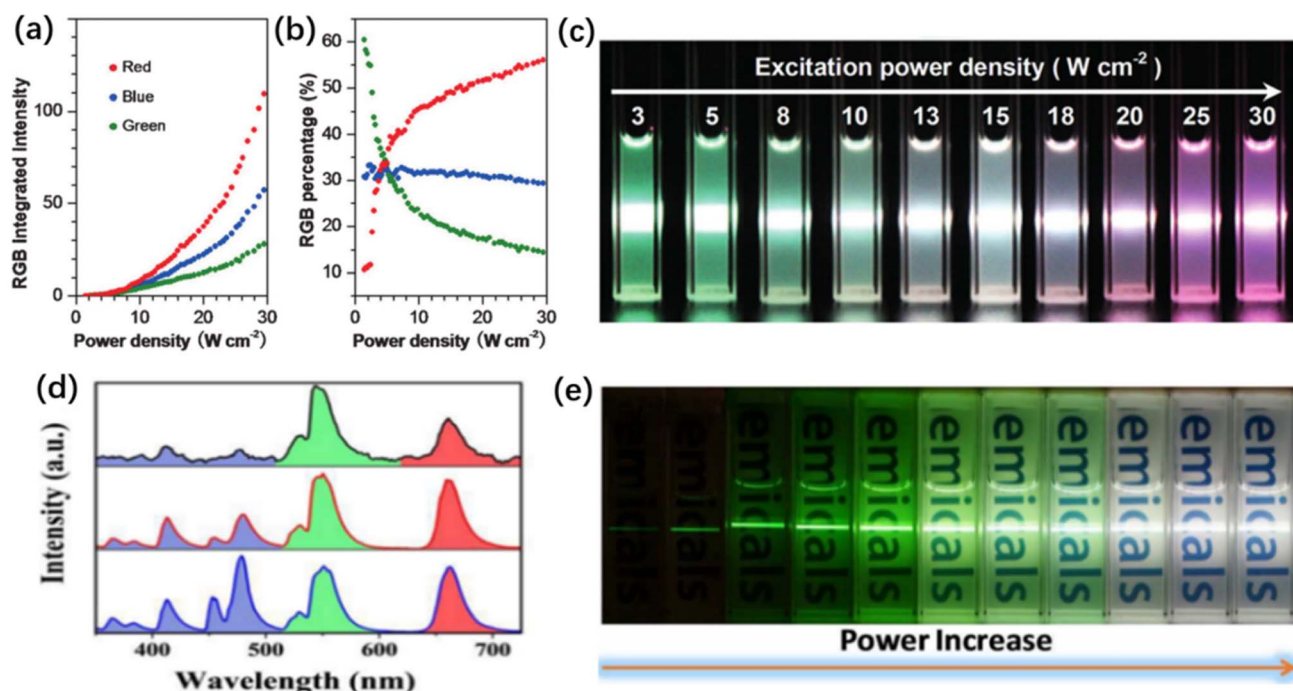 (a)
RGB Integrated Intensity
100
50
0
Red
Blue
Green
0 10 20 30
Power density (W cm-2)
(b)
RGB percentage (%)
60
50
40
30
20
10
0 10 20 30
Power density (W cm-2)
(c)
Excitation power density ( W cm-2 )
3 5 8 10 13 15 18 20 25 30
(d)
Intensity (a.u.)
400 500 600 700
Wavelength (nm)
(e)
emicals
emicals
emicals
emicals
emicals
emicals
emicals
emicals
emicals
emicals
emicals
Power Increase